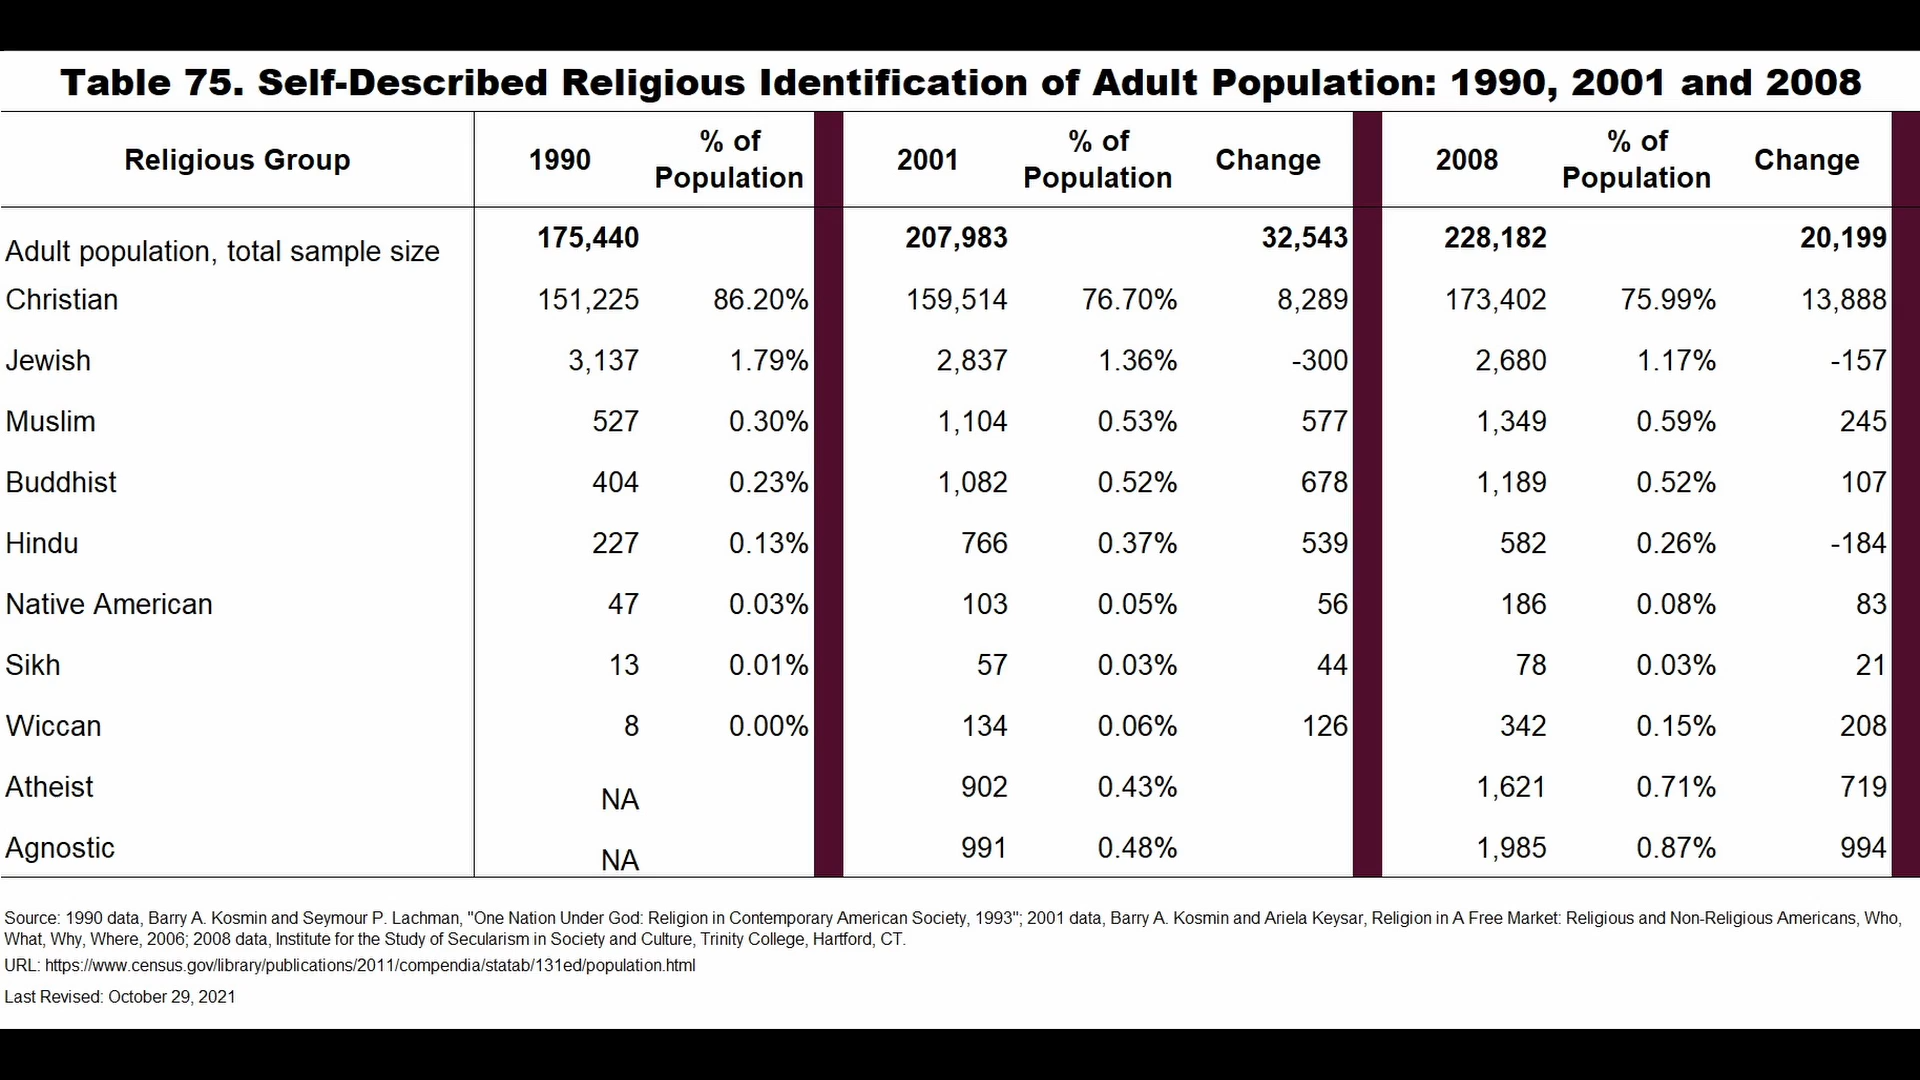 Table 75. Self-Described Religious Identification of Adult Population: 1990, 2001 and 2008
Religious Group 1990 % of Population 2001 % of Population Change 2008 % of Population Change
Adult population, total sample size 175,440 207,983 32,543 228,182 20,199
Christian 151,225 86.20% 159,514 76.70% 8,289 173,402 75.99% 13,888
Jewish 3,137 1.79% 2,837 1.36% -300 2,680 1.17% -157
Muslim 527 0.30% 1,104 0.53% 577 1,349 0.59% 245
Buddhist 404 0.23% 1,082 0.52% 678 1,189 0.52% 107
Hindu 227 0.13% 766 0.37% 539 582 0.26% -184
Native American 47 0.03% 103 0.05% 56 186 0.08% 83
Sikh 13 0.01% 57 0.03% 44 78 0.03% 21
Wiccan 8 0.00% 134 0.06% 126 342 0.15% 208
Atheist NA 902 0.43% 1,621 0.71% 719
Agnostic NA 991 0.48% 1,985 0.87% 994
Source: 1990 data, Barry A. Kosmin and Seymour P. Lachman, "One Nation Under God: Religion in Contemporary American Society, 1993"; 2001 data, Barry A. Kosmin and Ariela Keysar, Religion in A Free Market: Religious and Non-Religious Americans, Who,
What, Why, Where, 2006; 2008 data, Institute for the Study of Secularism in Society and Culture, Trinity College, Hartford, CT.
URL: https://www.census.gov/library/publications/2011/compendia/statab/131ed/population.html
Last Revised: October 29, 2021